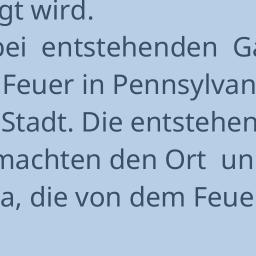 gt wird.
bei entstehenden Ga
Feuer in Pennsylvan
Stadt. Die entstehen
machten den Ort un
a, die von dem Feue